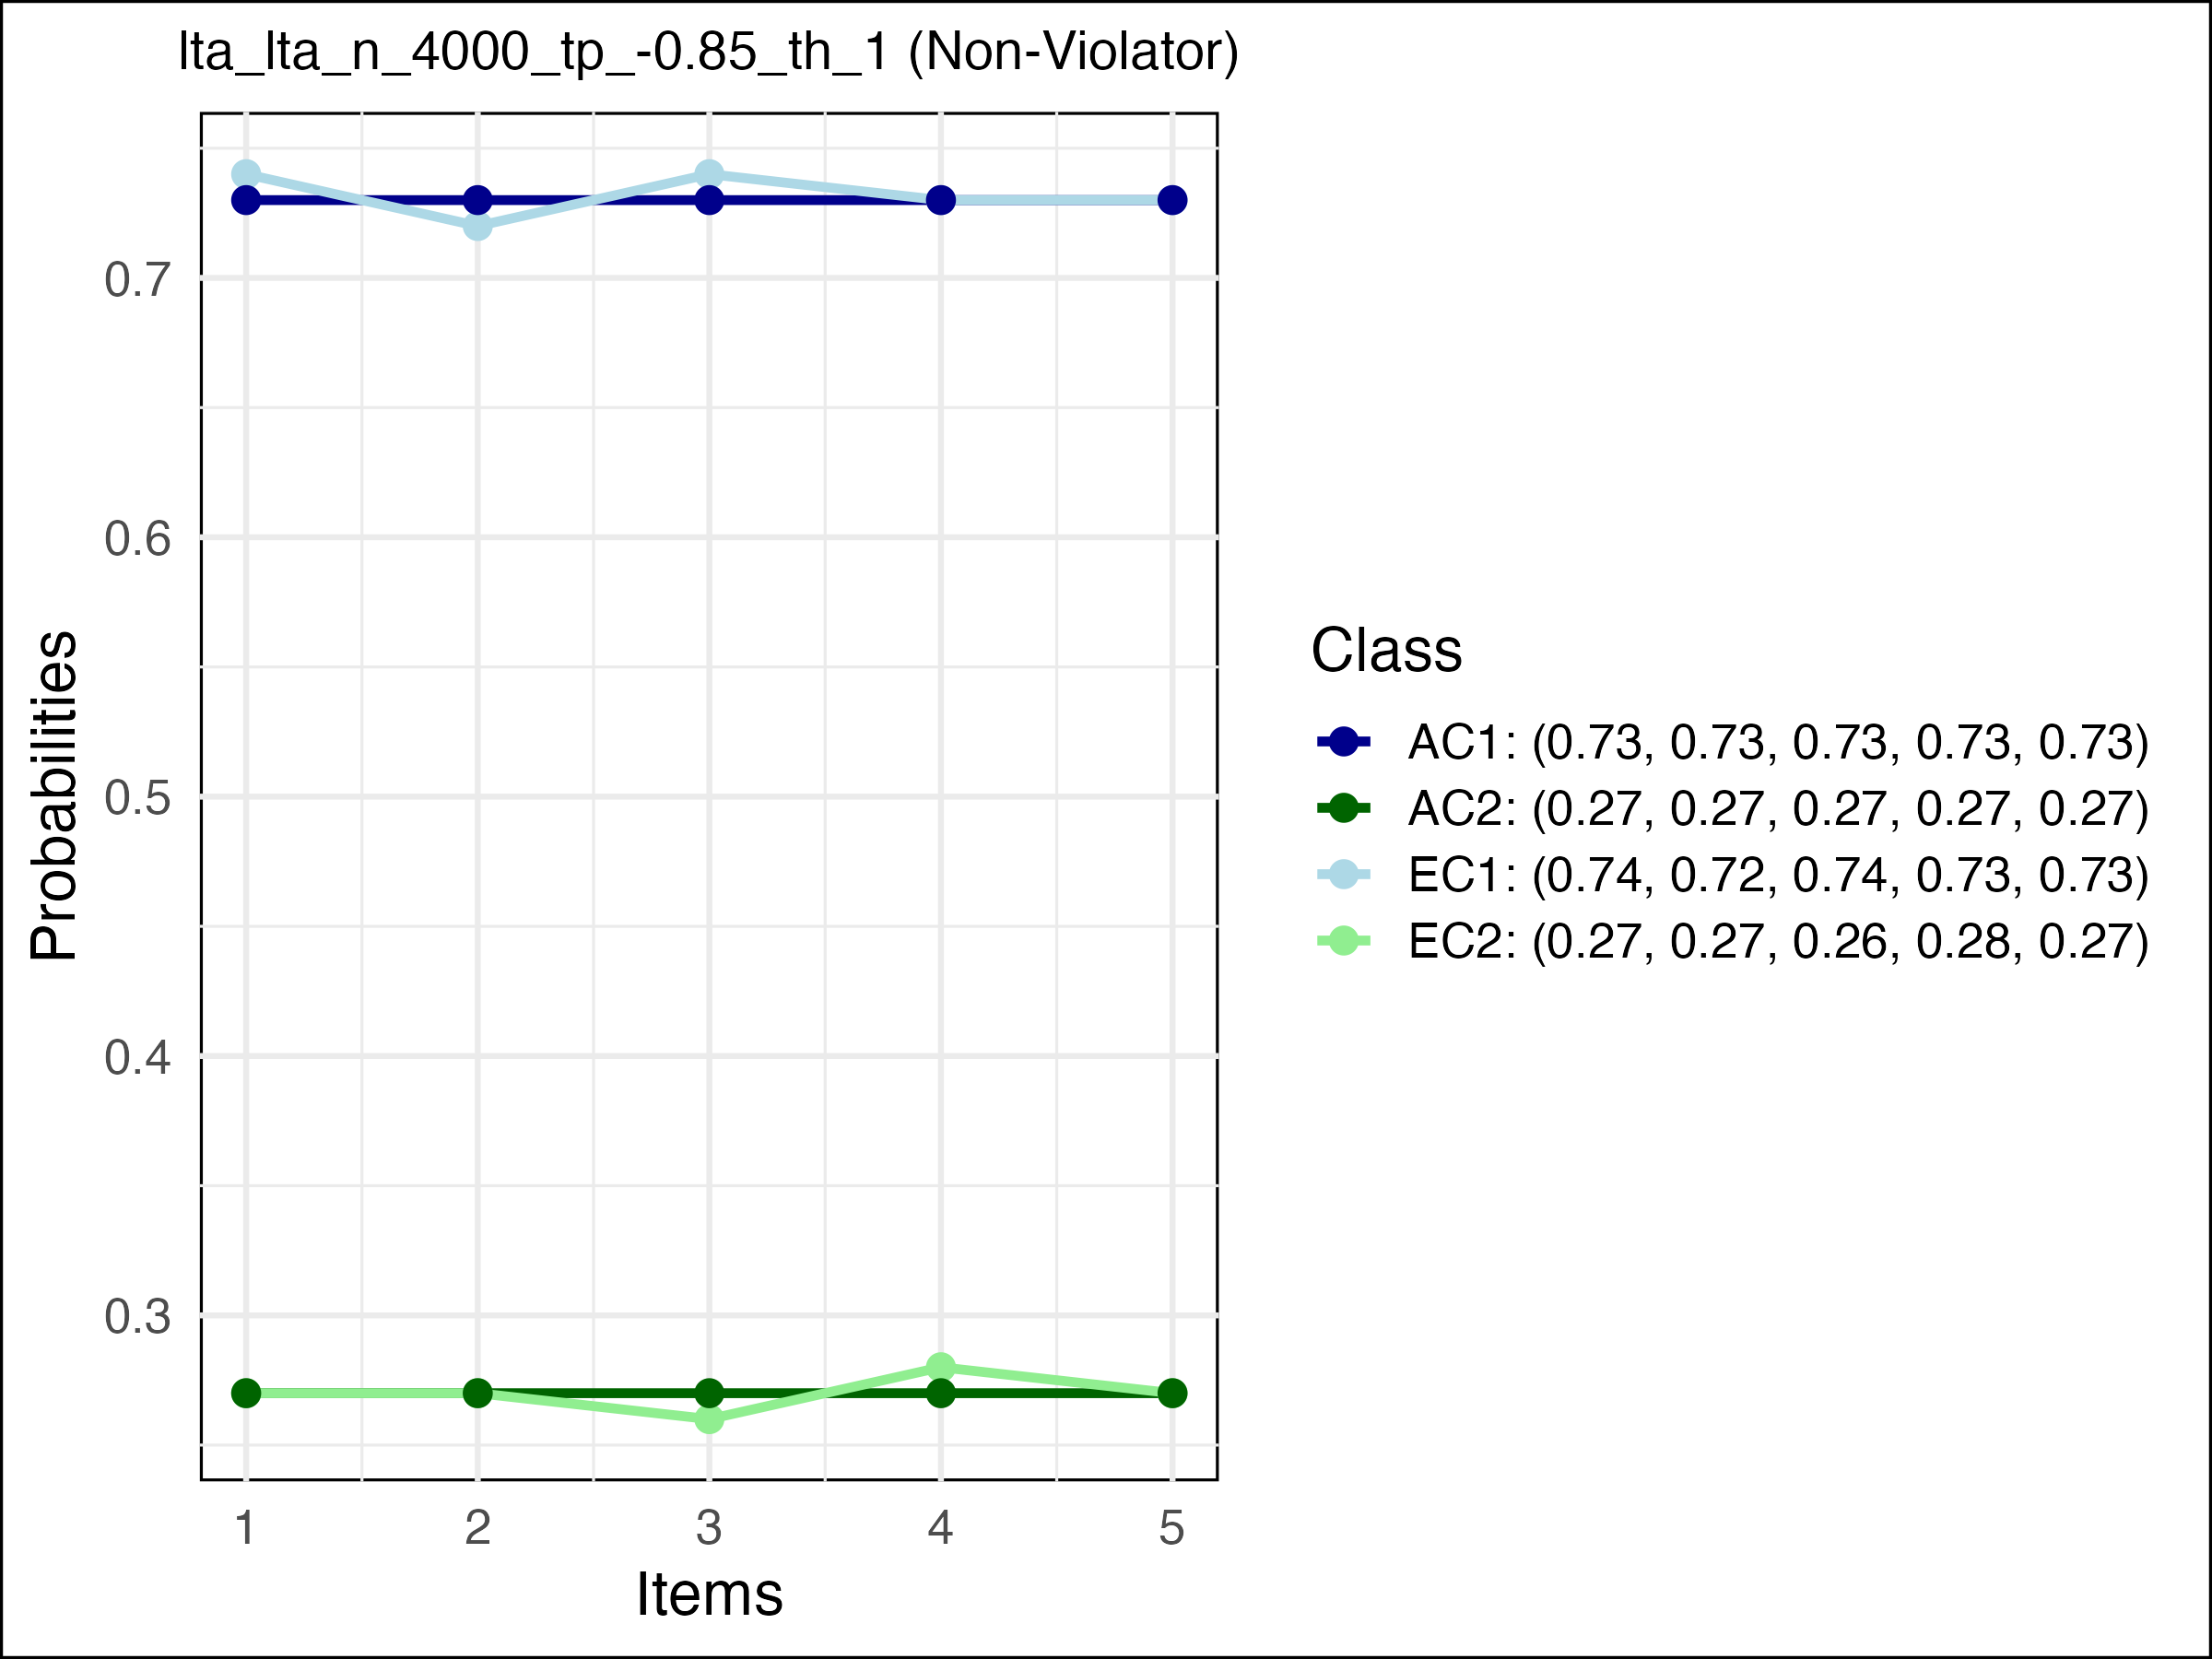 lta_lta_n_4000_tp_-0.85_th_1 (Non-Violator)
Probabilities
0.7
0.6
0.5
0.4
0.3
1 2 3 4 5
Items
Class
AC1: (0.73, 0.73, 0.73, 0.73, 0.73)
AC2: (0.27, 0.27, 0.27, 0.27, 0.27)
EC1: (0.74, 0.72, 0.74, 0.73, 0.73)
EC2: (0.27, 0.27, 0.26, 0.28, 0.27)